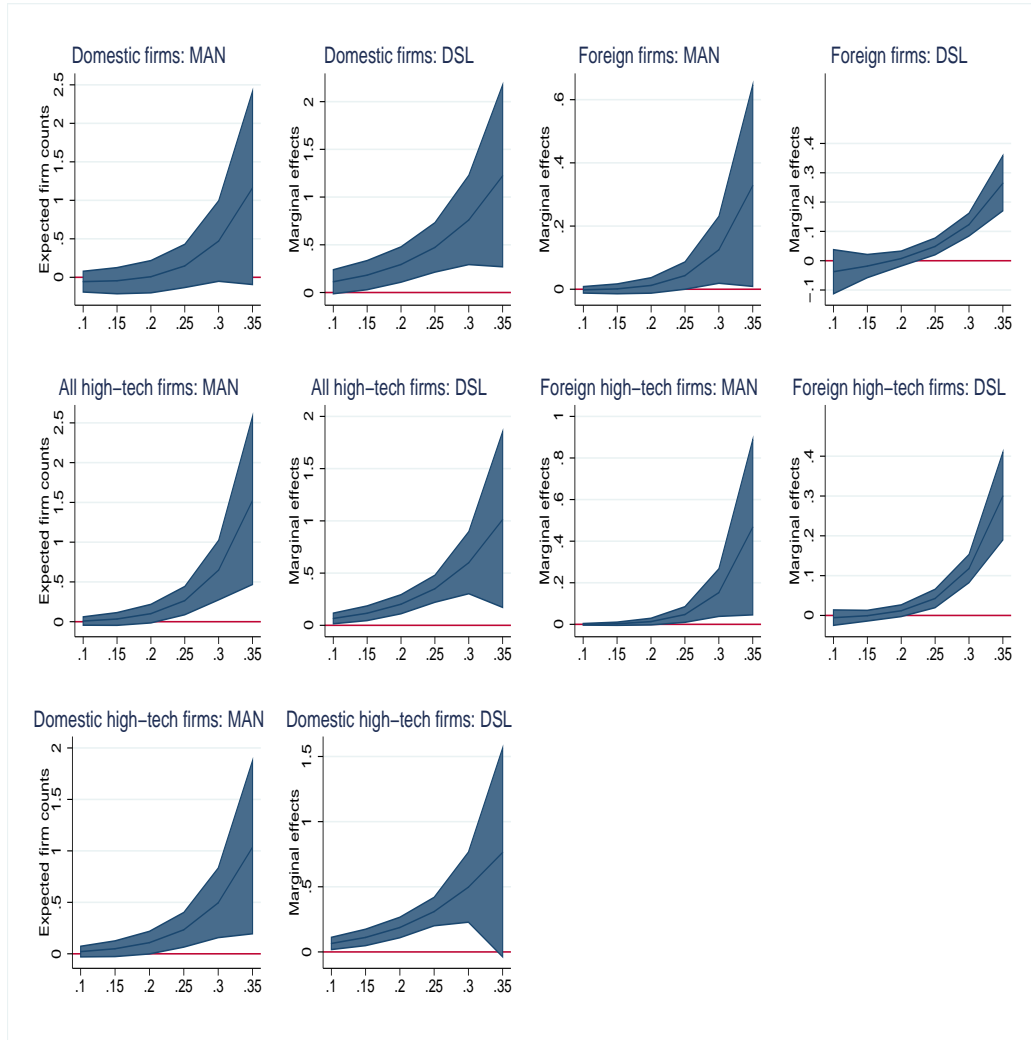 Domestic firms: MAN
Expected firm counts
0 .5 1 1.5 2 2.5
.1 .15 .2 .25 .3 .35
Domestic firms: DSL
Marginal effects
0 .5 1 1.5 2
.1 .15 .2 .25 .3 .35
Foreign firms: MAN
Marginal effects
0 .2 .4 .6
.1 .15 .2 .25 .3 .35
Foreign firms: DSL
Marginal effects
−.1 0 .1 .2 .3 .4
.1 .15 .2 .25 .3 .35
All high−tech firms: MAN
Expected firm counts
0 .5 1 1.5 2 2.5
.1 .15 .2 .25 .3 .35
All high−tech firms: DSL
Marginal effects
0 .5 1 1.5 2
.1 .15 .2 .25 .3 .35
Foreign high−tech firms: MAN
Marginal effects
0 .2 .4 .6 .8 1
.1 .15 .2 .25 .3 .35
Foreign high−tech firms: DSL
Marginal effects
0 .1 .2 .3 .4
.1 .15 .2 .25 .3 .35
Domestic high−tech firms: MAN
Expected firm counts
0 .5 1 1.5 2
.1 .15 .2 .25 .3 .35
Domestic high−tech firms: DSL
Marginal effects
0 .5 1 1.5
.1 .15 .2 .25 .3 .35